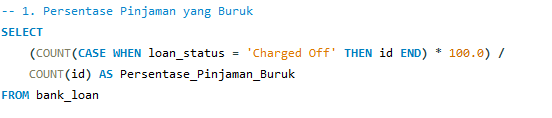 -- 1. Persentase Pinjaman yang Buruk
SELECT
(COUNT(CASE WHEN loan_status = 'Charged Off' THEN id END) * 100.0) /
COUNT(id) AS Persentase_Pinjaman_Buruk
FROM bank_loan